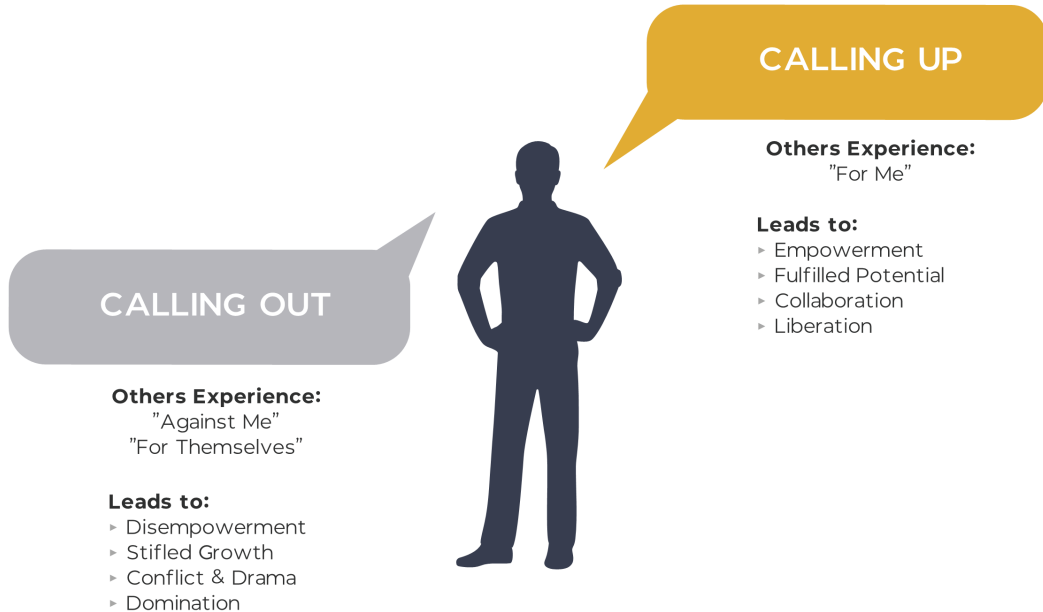 CALLING UP
Others Experience:
”For Me”
Leads to:
▸ Empowerment
▸ Fulfilled Potential
▸ Collaboration
▸ Liberation
CALLING OUT
Others Experience:
”Against Me”
”For Themselves”
Leads to:
▸ Disempowerment
▸ Stifled Growth
▸ Conflict & Drama
▸ Domination